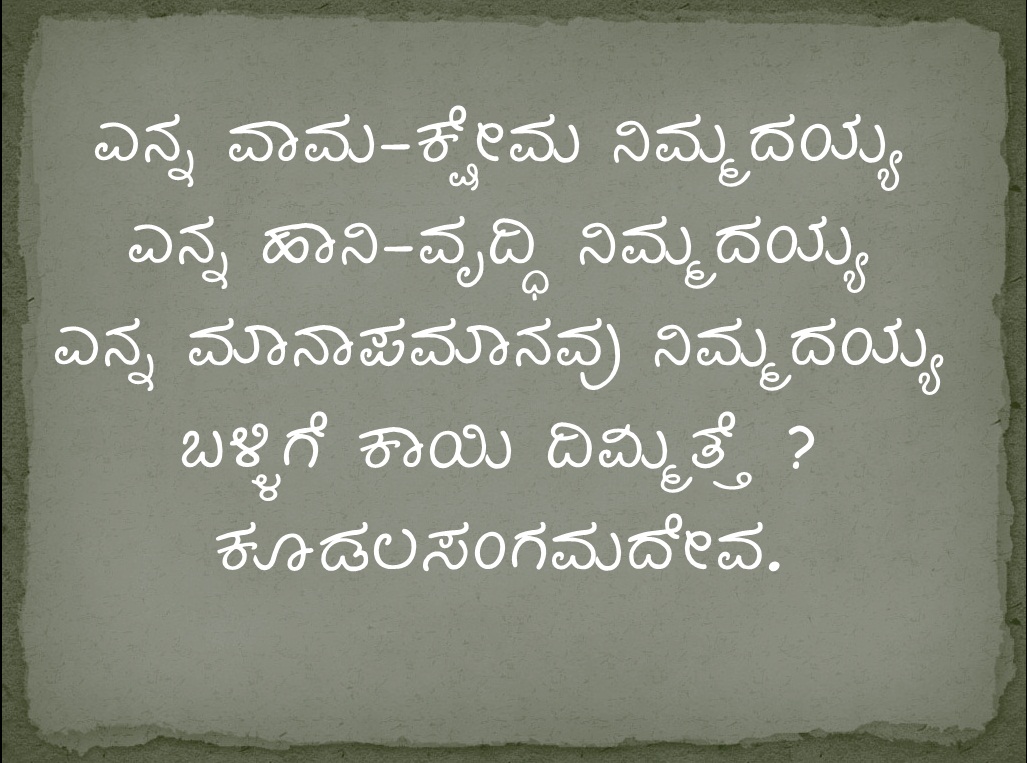 ಎನ್ನ ವಾಮ-ಕ್ಷೇಮ ನಿಮ್ಮದಯ್ಯ
ಎನ್ನ ಹಾನಿ-ವೃದ್ಧಿ ನಿಮ್ಮದಯ್ಯ
ಎನ್ನ ಮಾನಾಪಮಾನವು ನಿಮ್ಮದಯ್ಯ
ಬಳ್ಳಿಗೆ ಕಾಯಿ ದಿಮ್ಮಿತ್ತೆ ?
ಕೂಡಲಸಂಗಮದೇವ.